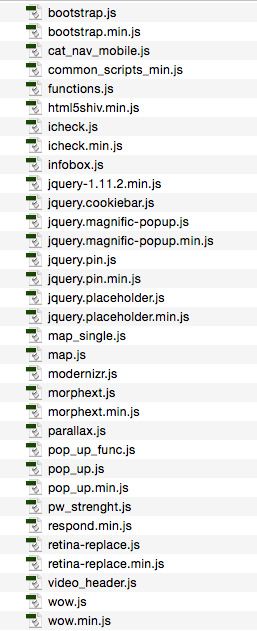 bootstrap.js
bootstrap.min.js
cat_nav_mobile.js
common_scripts_min.js
functions.js
html5shiv.min.js
icheck.js
icheck.min.js
infobox.js
jquery-1.11.2.min.js
jquery.cookiebar.js
jquery.magnific-popup.js
jquery.magnific-popup.min.js
jquery.pin.js
jquery.pin.min.js
jquery.placeholder.js
jquery.placeholder.min.js
map_single.js
map.js
modernizr.js
morphext.js
morphext.min.js
parallax.js
pop_up_func.js
pop_up.js
pop_up.min.js
pw_strenght.js
respond.min.js
retina-replace.js
retina-replace.min.js
video_header.js
wow.js
wow.min.js